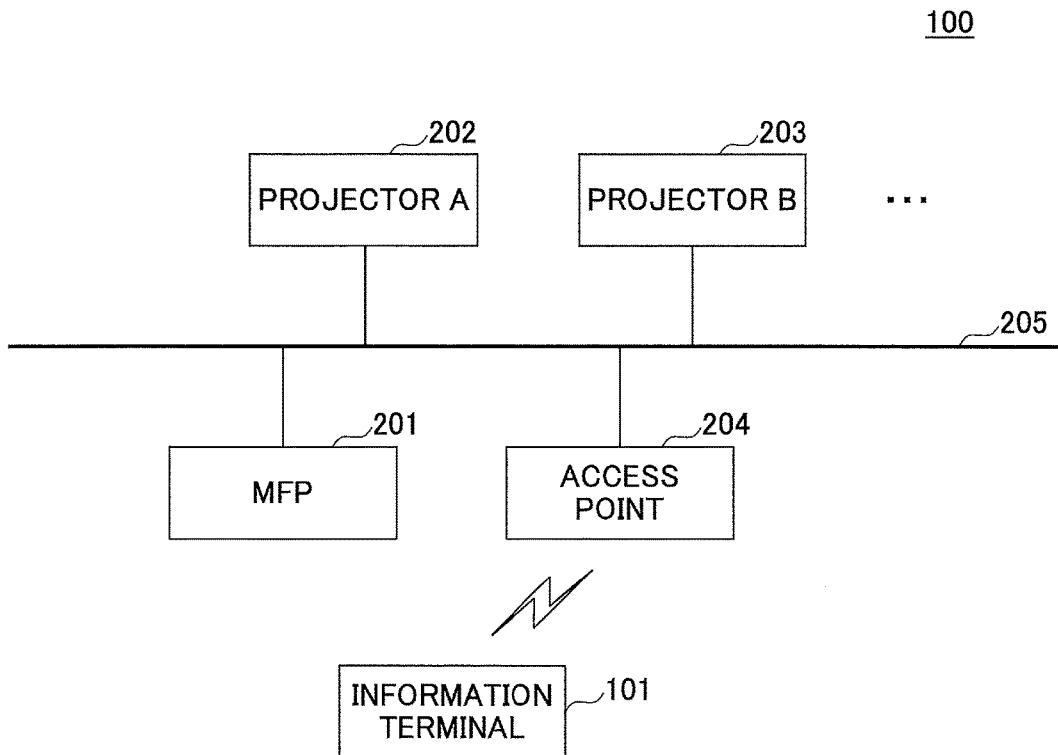 100
202
203
PROJECTOR A
PROJECTOR B
...
205
201
204
MFP
ACCESS
POINT
INFORMATION
TERMINAL
101